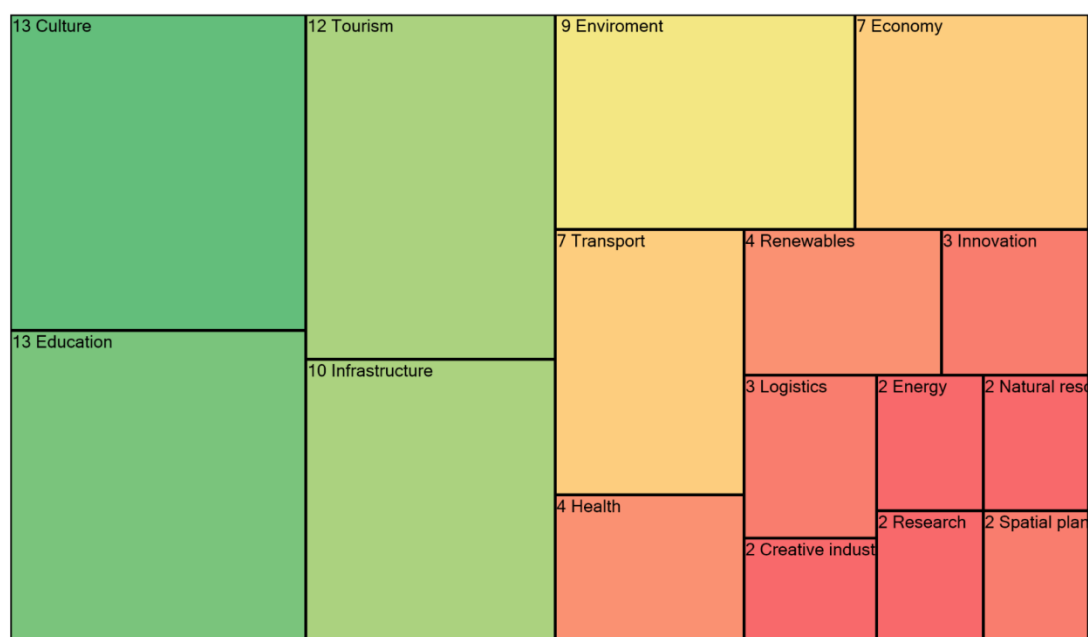 13 Culture
12 Tourism
9 Enviroment
7 Economy
7 Transport
4 Renewables
3 Innovation
13 Education
10 Infrastructure
3 Logistics
2 Energy
2 Natural reso
4 Health
2 Research
2 Spatial plan
2 Creative indust